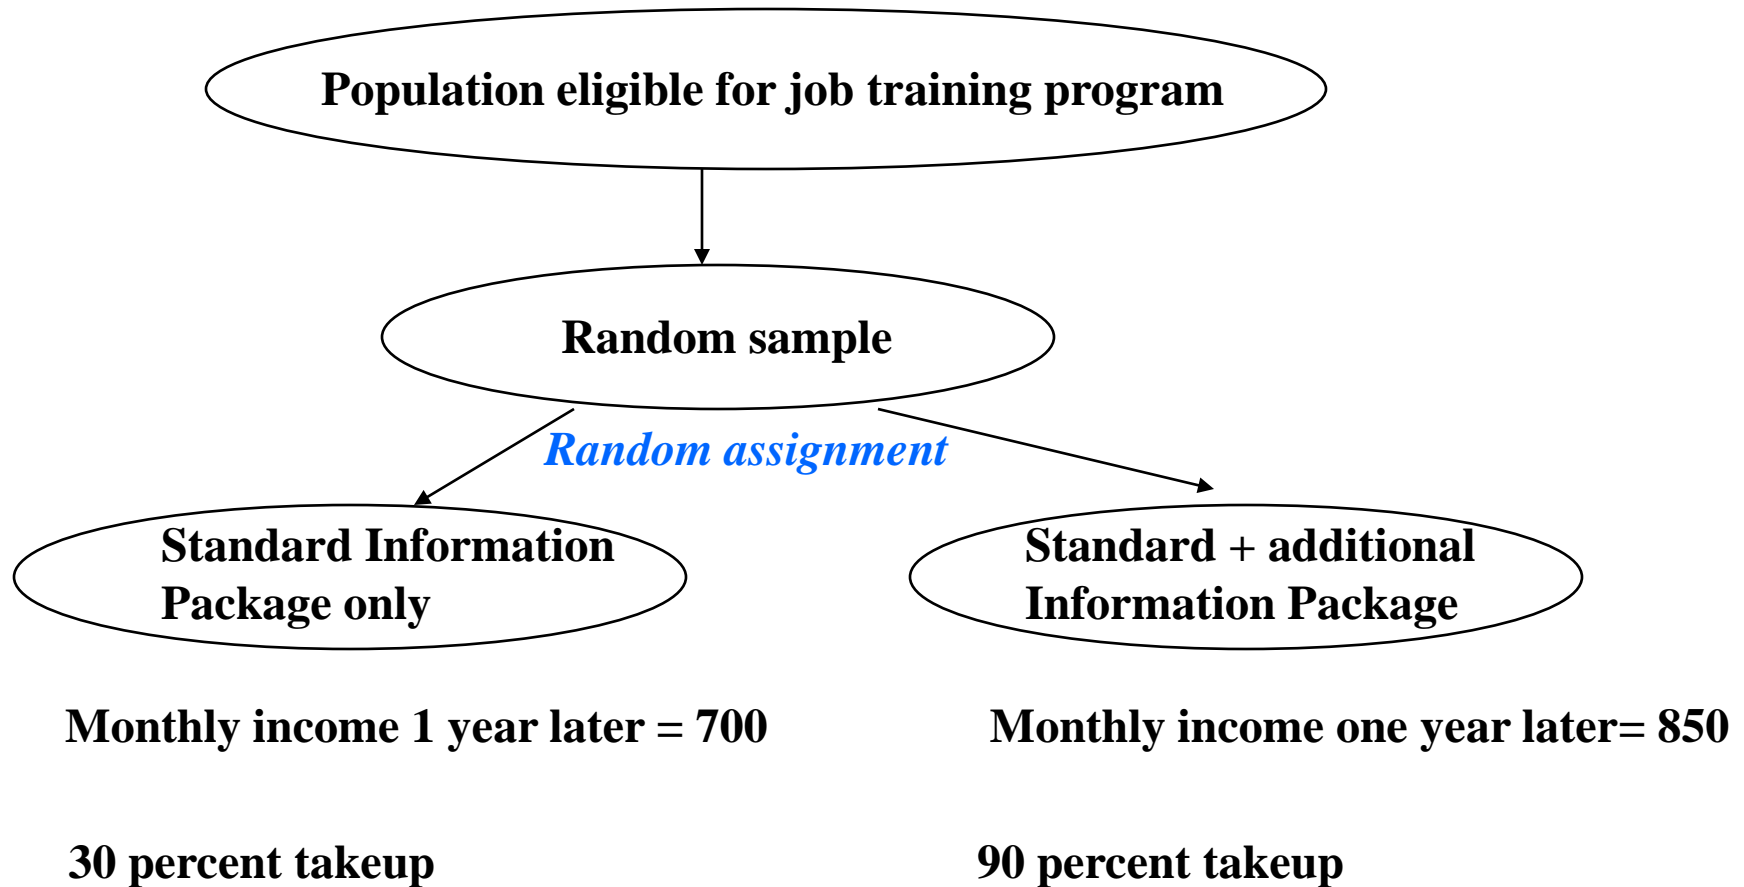 Population eligible for job training program
Random sample
Random assignment
Standard Information
Package only
Standard + additional
Information Package
Monthly income 1 year later = 700
Monthly income one year later= 850
30 percent takeup
90 percent takeup